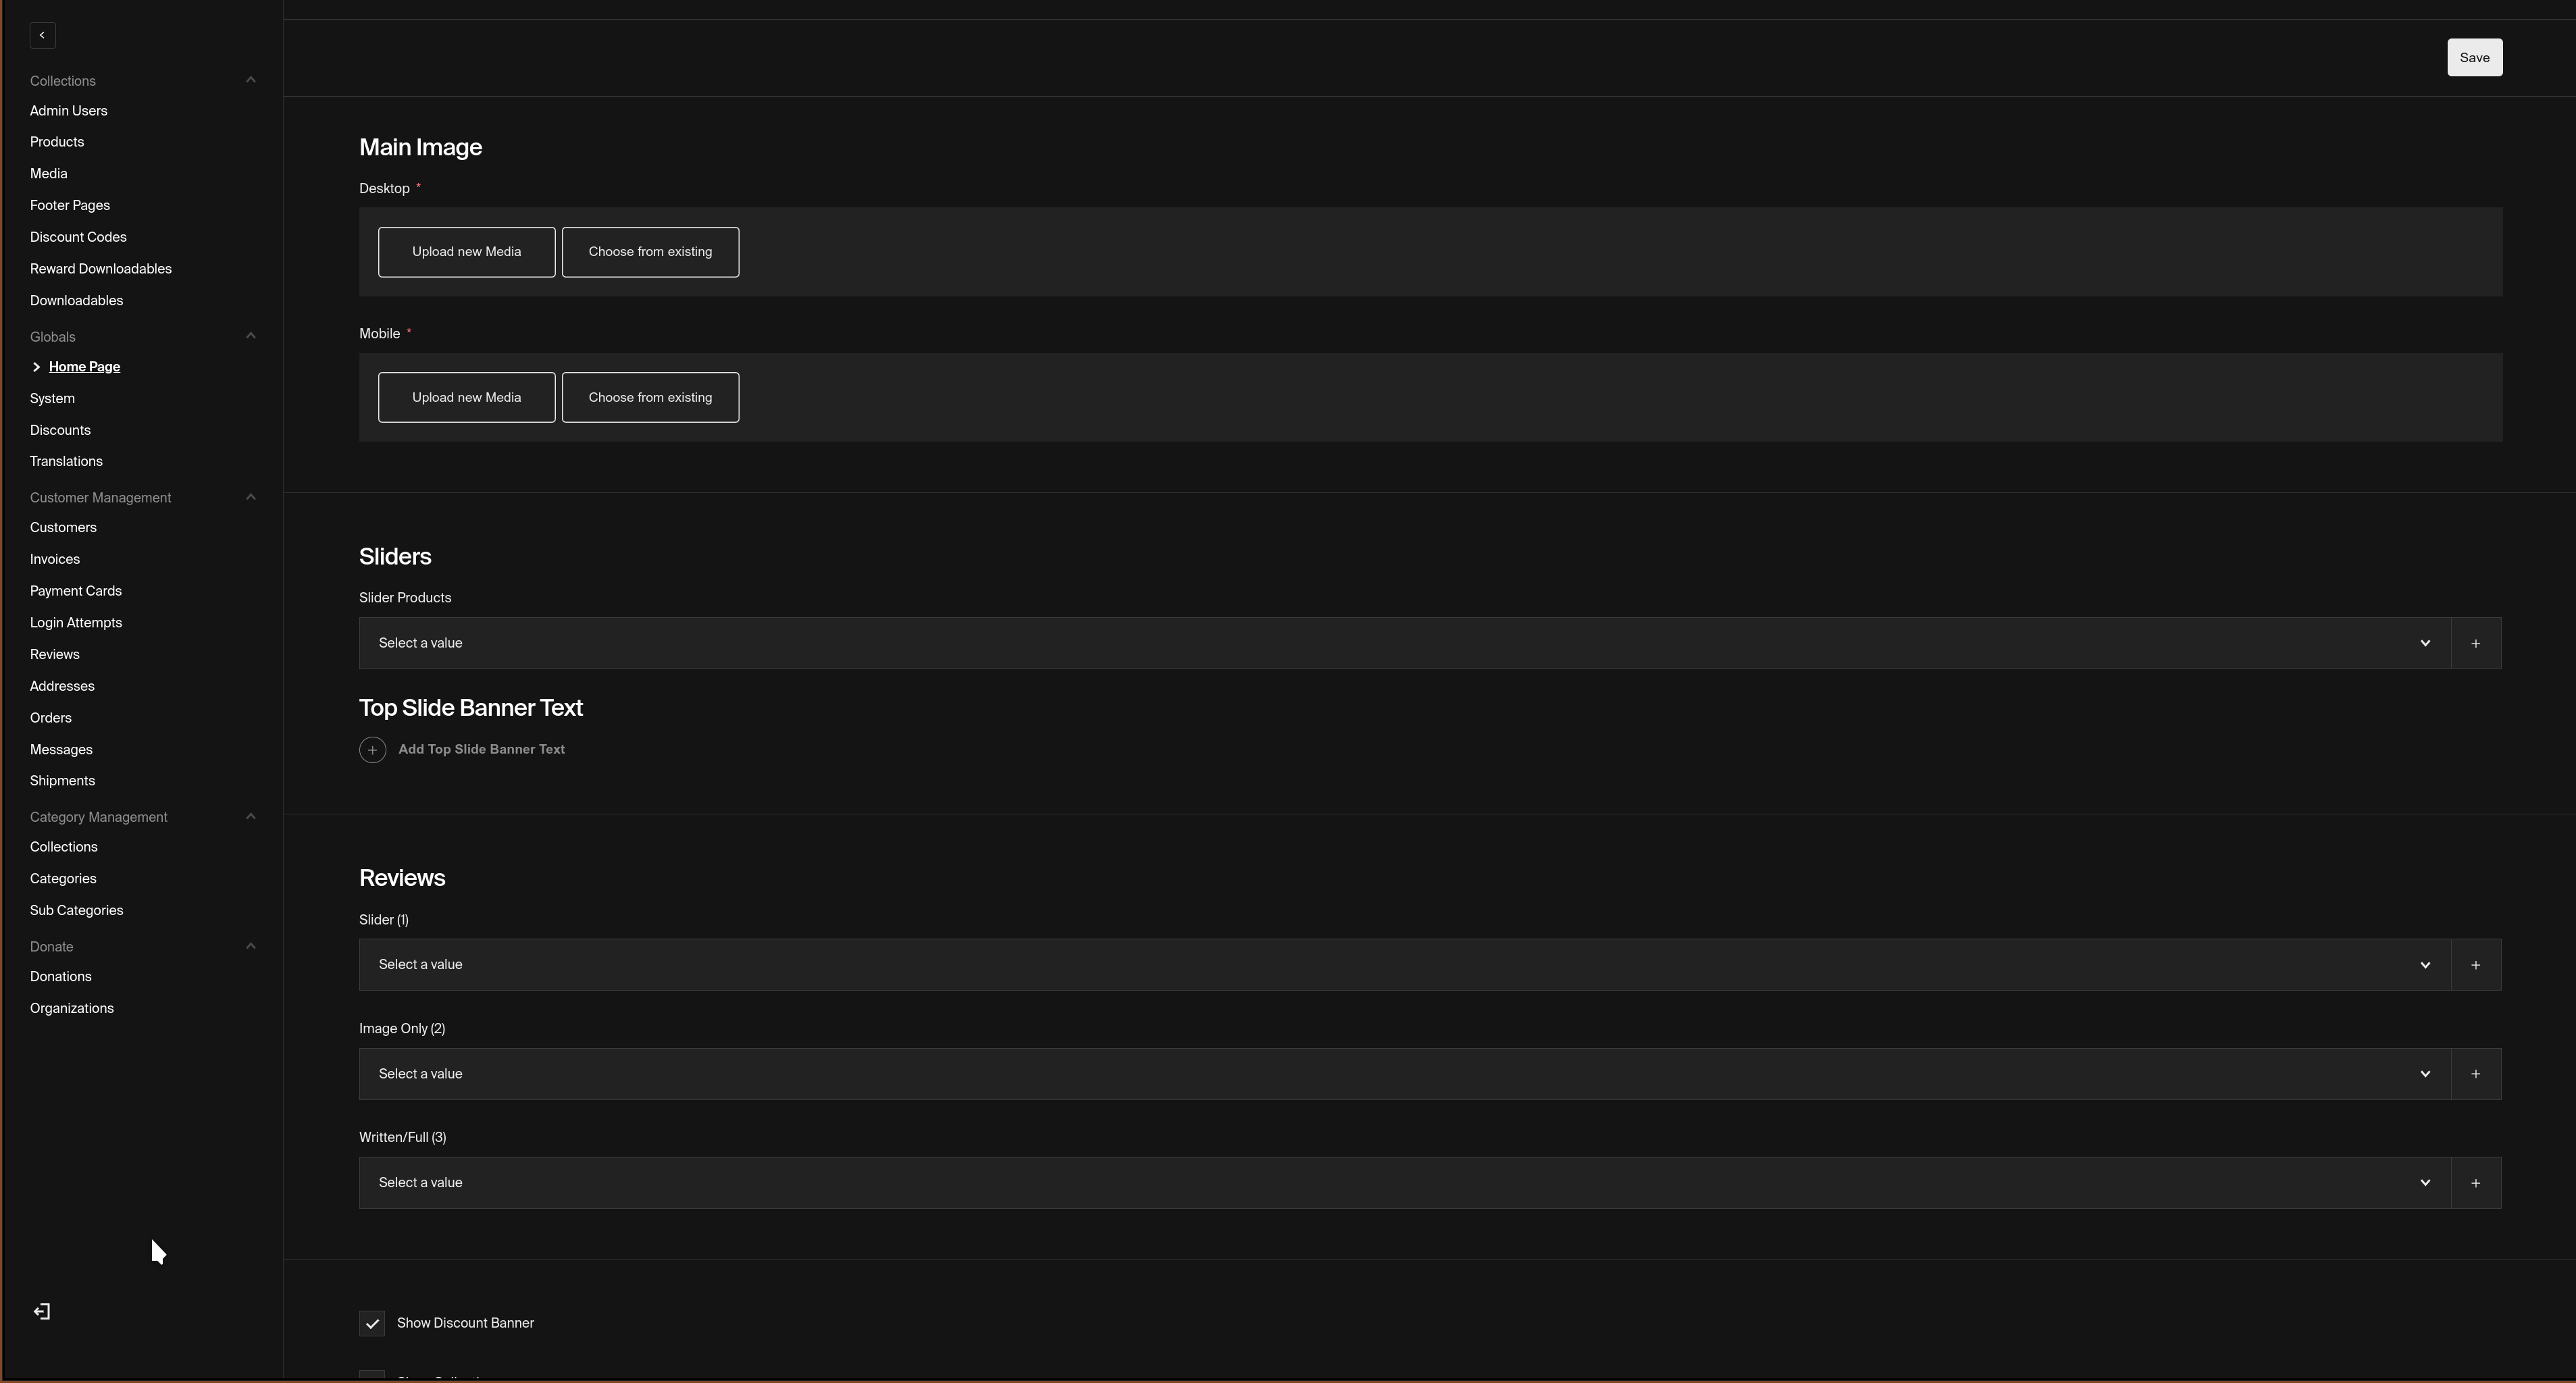 Collections
Admin Users
Products
Media
Footer Pages
Discount Codes
Reward Downloadables
Downloadables
Globals
Home Page
System
Discounts
Translations
Customer Management
Customers
Invoices
Payment Cards
Login Attempts
Reviews
Addresses
Orders
Messages
Shipments
Category Management
Collections
Categories
Sub Categories
Donate
Donations
Organizations
Save
Main Image
Desktop *
Upload new Media Choose from existing
Mobile *
Upload new Media Choose from existing
Sliders
Slider Products
Select a value
Top Slide Banner Text
Add Top Slide Banner Text
Reviews
Slider (1)
Select a value
Image Only (2)
Select a value
Written/Full (3)
Select a value
Show Discount Banner